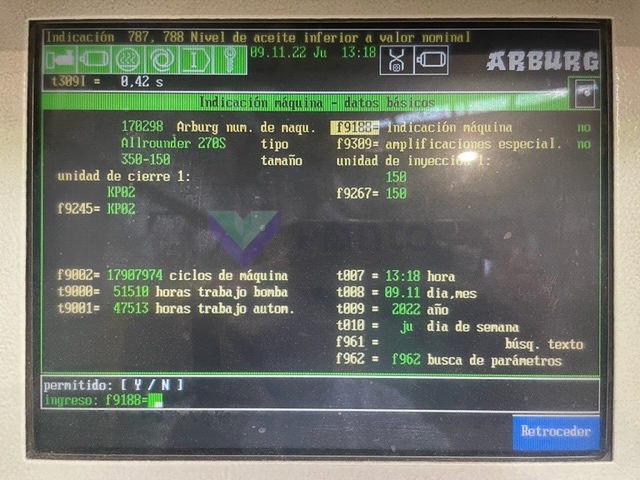 Indicación 787, 788 Nivel de aceite inferior a valor nominal
09.11.22 Ju 13:18
ARBURG
t309l = 0,42 s
Indicación máquina - datos básicos
170298 Arburg num. de maqu. f9188= indicación máquina no
Allrounder 270S tipo f9309= amplificaciones especial. no
350-150 tamaño unidad de inyección 1:
unidad de cierre 1: 150
KP02 f9267= 150
f9245= KP02
f9002= 17907974 ciclos de máquina t007 = 13:18 hora
t9000= 51510 horas trabajo bomba t008 = 09.11 dia,mes
t9001= 47513 horas trabajo autom. t009 = 2022 año
t010 = ju dia de semana
f961 = búsq. texto
f962 = f962 busca de parámetros
permitido: [ Y / N ]
ingreso: f9188=
Retroceder